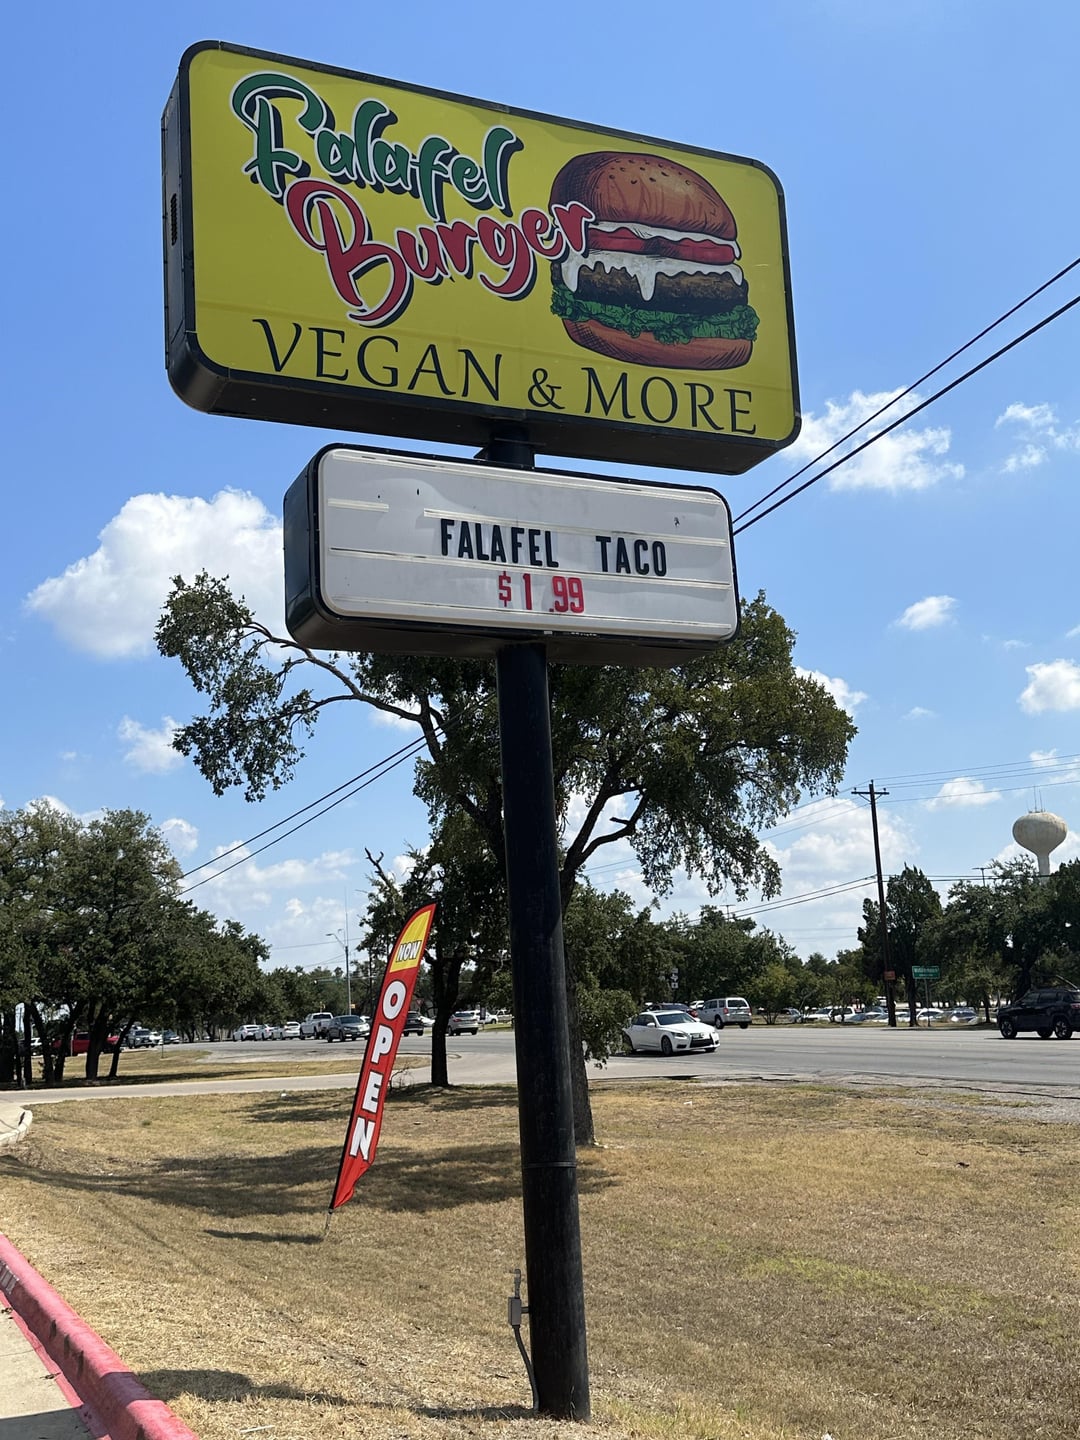 Falafel
Burger
VEGAN & MORE
FALAFEL TACO
$1.99
NOW
OPEN